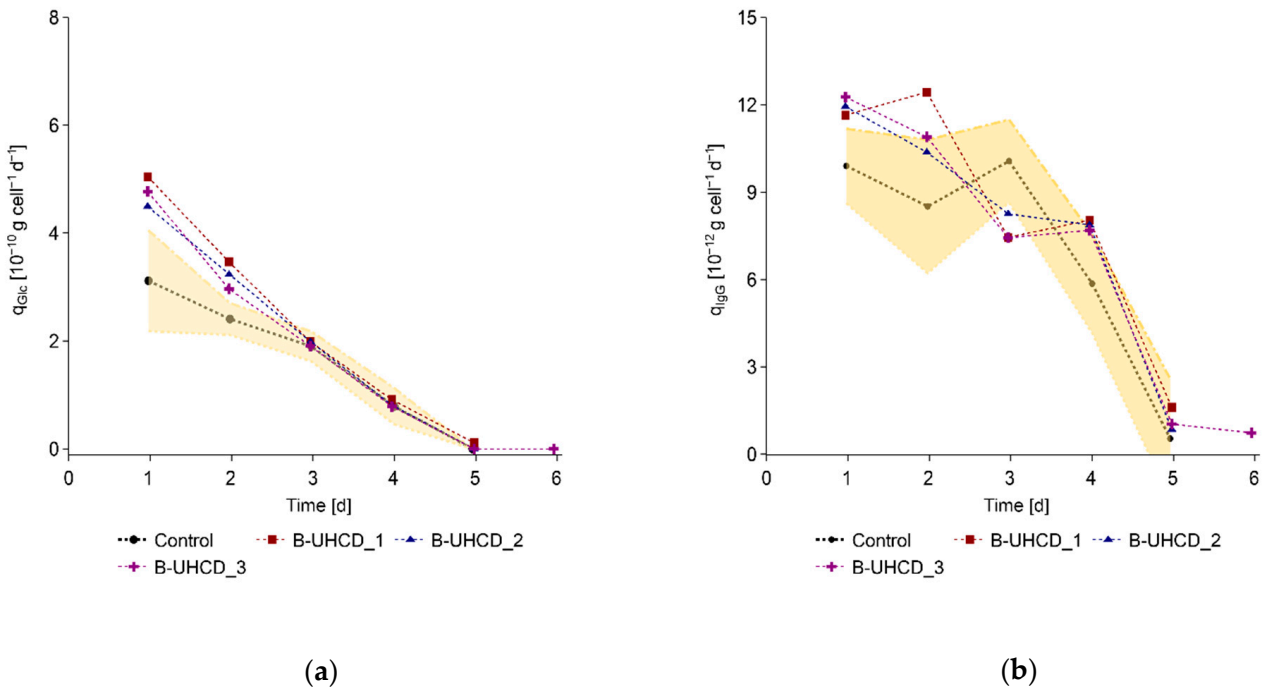 8
6
4
2
0
q_Glc [10⁻¹⁰ g cell⁻¹ d⁻¹]
0 1 2 3 4 5 6
Time [d]
Control B-UHCD_1 B-UHCD_2
B-UHCD_3
(a)
15
12
9
6
3
0
q_IgG [10⁻¹² g cell⁻¹ d⁻¹]
0 1 2 3 4 5 6
Time [d]
Control B-UHCD_1 B-UHCD_2
B-UHCD_3
(b)